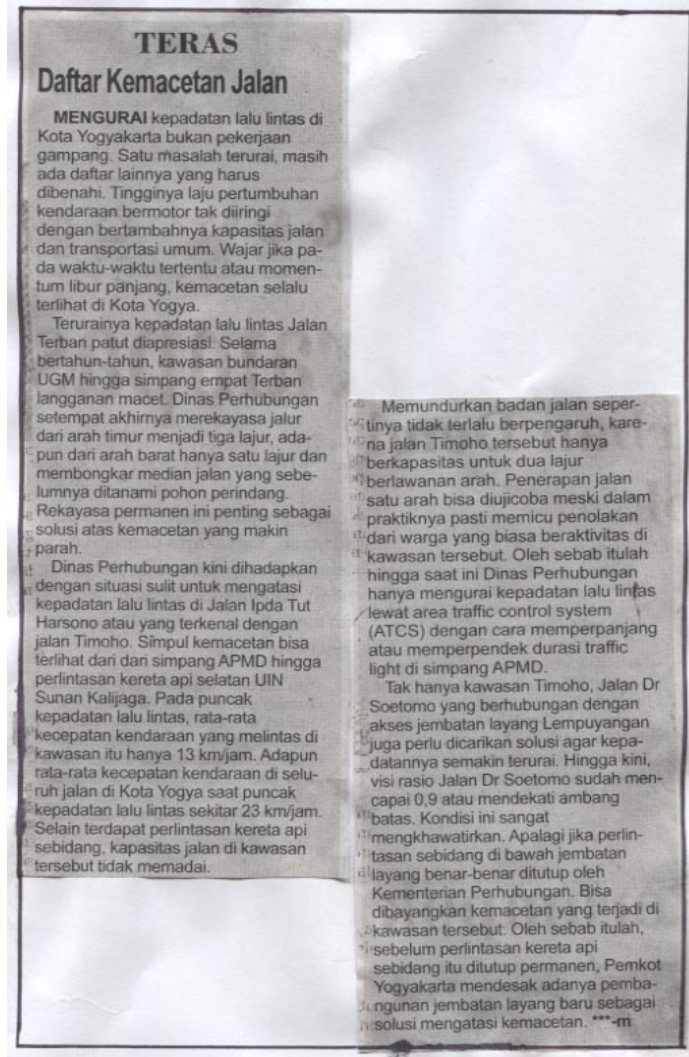 TERAS
Daftar Kemacetan Jalan
MENGURAI kepadatan lalu lintas di
Kota Yogyakarta bukan pekerjaan
gampang. Satu masalah terurai, masih
ada daftar lainnya yang harus
dibenahi. Tingginya laju pertumbuhan
kendaraan bermotor tak diiringi
dengan bertambahnya kapasitas jalan
dan transportasi umum. Wajar jika pa-
da waktu-waktu tertentu atau momen-
tum libur panjang, kemacetan selalu
terlihat di Kota Yogya.
Terurainya kepadatan lalu lintas Jalan
Terban patut diapresiasi. Selama
bertahun-tahun, kawasan bundaran
UGM hingga simpang empat Terban
langganan macet. Dinas Perhubungan
setempat akhirnya merekayasa jalur
dari arah timur menjadi tiga lajur, ada-
pun dari arah barat hanya satu lajur dan
membongkar median jalan yang sebe-
lumnya ditanami pohon perindang.
Rekayasa permanen ini penting sebagai
solusi atas kemacetan yang makin
parah.
Dinas Perhubungan kini dihadapkan
dengan situasi sulit untuk mengatasi
kepadatan lalu lintas di Jalan Ipda Tut
Harsono atau yang terkenal dengan
jalan Timoho. Simpul kemacetan bisa
terlihat dari dari simpang APMD hingga
perlintasan kereta api selatan UIN
Sunan Kalijaga. Pada puncak
kepadatan lalu lintas, rata-rata
kecepatan kendaraan yang melintas di
kawasan itu hanya 13 km/jam. Adapun
rata-rata kecepatan kendaraan di selu-
ruh jalan di Kota Yogya saat puncak
kepadatan lalu lintas sekitar 23 km/jam.
Selain terdapat perlintasan kereta api
sebidang, kapasitas jalan di kawasan
tersebut tidak memadai.
Memundurkan badan jalan seper-
tinya tidak terlalu berpengaruh, kare-
na jalan Timoho tersebut hanya
berkapasitas untuk dua lajur
berlawanan arah. Penerapan jalan
satu arah bisa diujicoba meski dalam
praktiknya pasti memicu penolakan
dari warga yang biasa beraktivitas di
kawasan tersebut. Oleh sebab itulah
hingga saat ini Dinas Perhubungan
hanya mengurai kepadatan lalu lintas
lewat area traffic control system
(ATCS) dengan cara memperpanjang
atau memperpendek durasi traffic
light di simpang APMD.
Tak hanya kawasan Timoho, Jalan Dr
Soetomo yang berhubungan dengan
akses jembatan layang Lempuyangan
juga perlu dicarikan solusi agar kepa-
datannya semakin terurai. Hingga kini,
visi rasio Jalan Dr Soetomo sudah men-
capai 0,9 atau mendekati ambang
batas. Kondisi ini sangat
mengkhawatirkan. Apalagi jika perlin-
tasan sebidang di bawah jembatan
layang benar-benar ditutup oleh
Kementerian Perhubungan. Bisa
dibayangkan kemacetan yang terjadi di
kawasan tersebut. Oleh sebab itulah,
sebelum perlintasan kereta api
sebidang itu ditutup permanen, Pemkot
Yogyakarta mendesak adanya pemba-
ngunan jembatan layang baru sebagai
solusi mengatasi kemacetan. ***-m